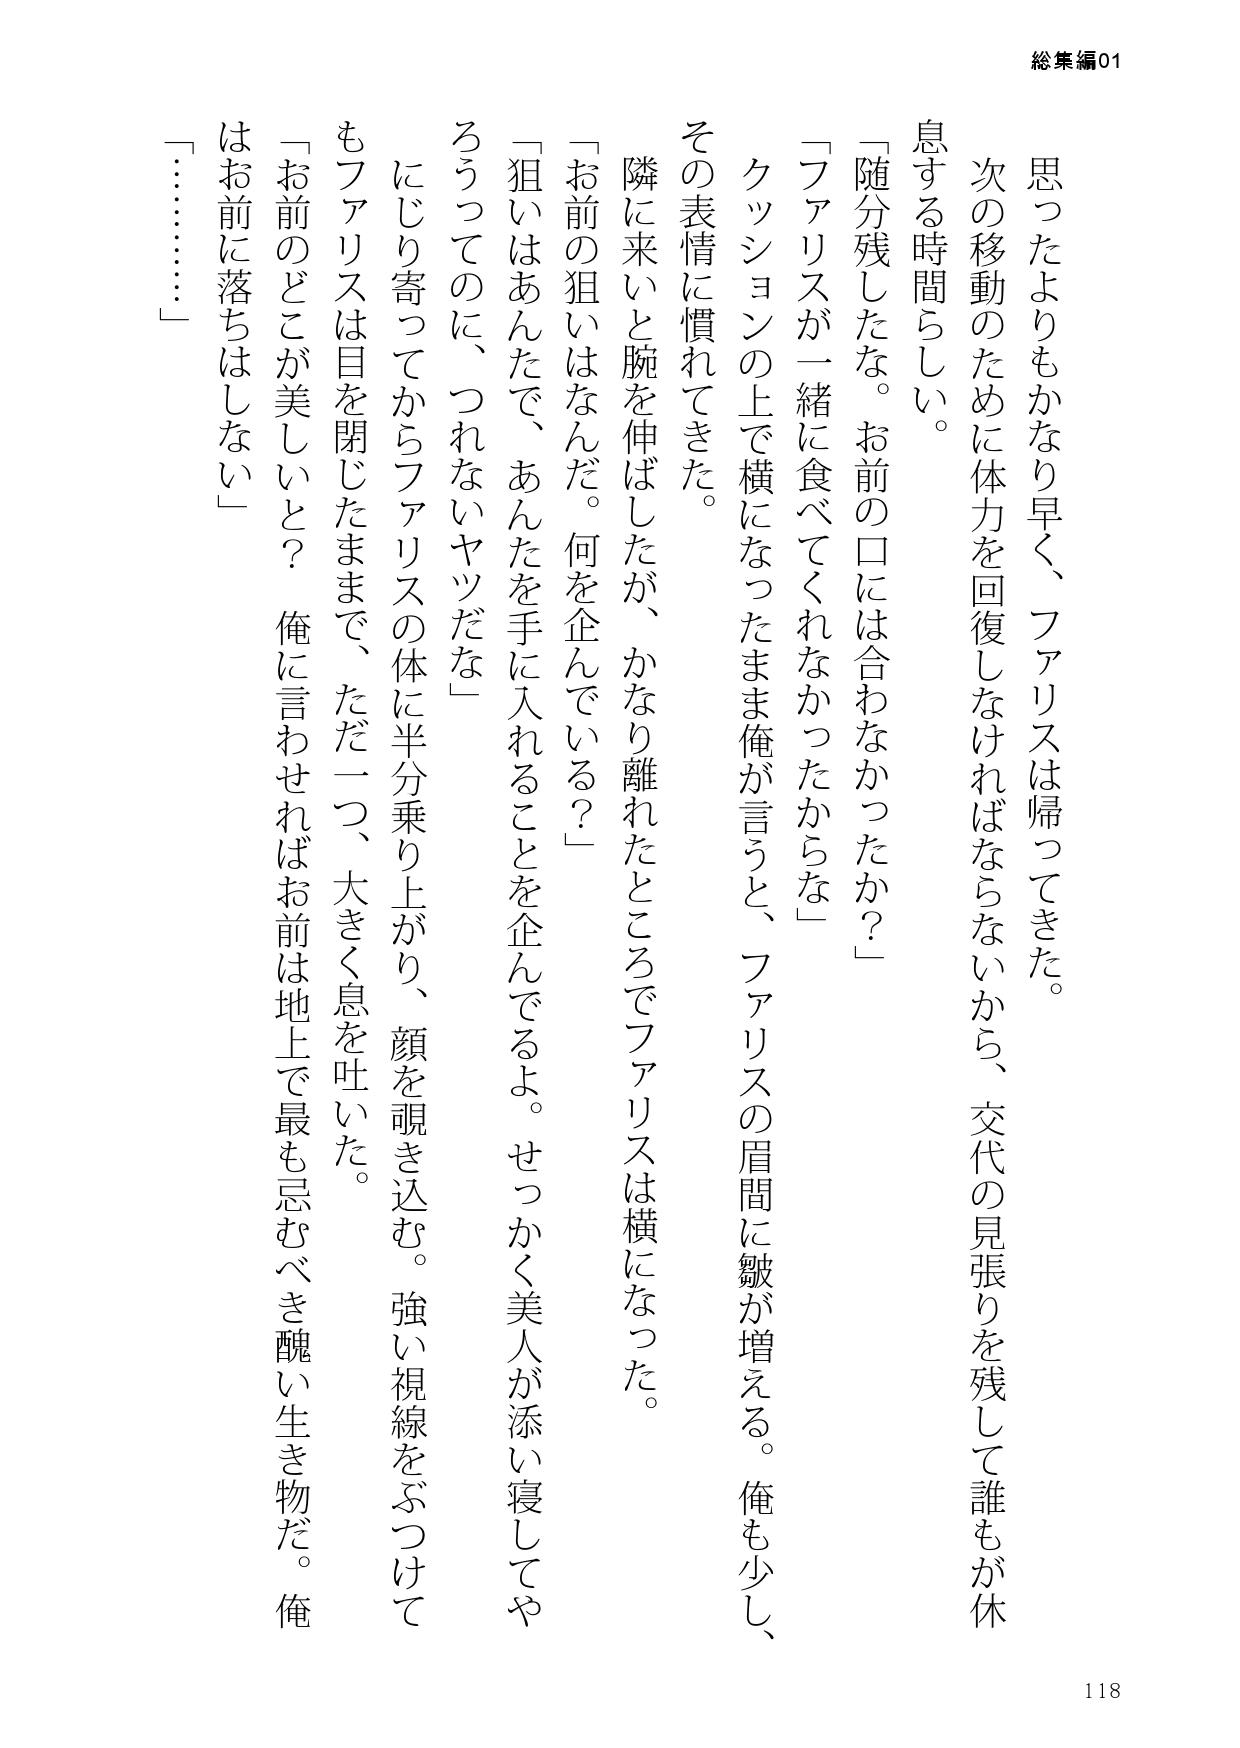 総集編01
思ったよりもかなり早く、ファリスは帰ってきた。
次の移動のために体力を回復しなければならないから、交代の見張りを残して誰もが休
息する時間らしい。
「随分残したな。お前の口には合わなかったか？」
「ファリスが一緒に食べてくれなかったからな」
クッションの上で横になったまま俺が言うと、ファリスの眉間に皺が増える。俺も少し、
その表情に慣れてきた。
隣に来いと腕を伸ばしたが、かなり離れたところでファリスは横になった。
「お前の狙いはなんだ。何を企んでいる？」
「狙いはあんたで、あんたを手に入れることを企んでるよ。せっかく美人が添い寝してや
ろうってのに、つれないヤツだな」
にじり寄ってからファリスの体に半分乗り上がり、顔を覗き込む。強い視線をぶつけて
もファリスは目を閉じたままで、ただ一つ、大きく息を吐いた。
「お前のどこが美しいと？　俺に言わせればお前は地上で最も忌むべき醜い生き物だ。俺
はお前に落ちはしない」
「…………」
118